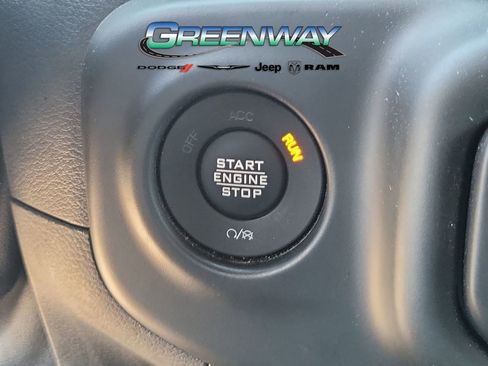 GREENWAY
DODGE Jeep RAM
ACC
OFF RUN
START
ENGINE
STOP